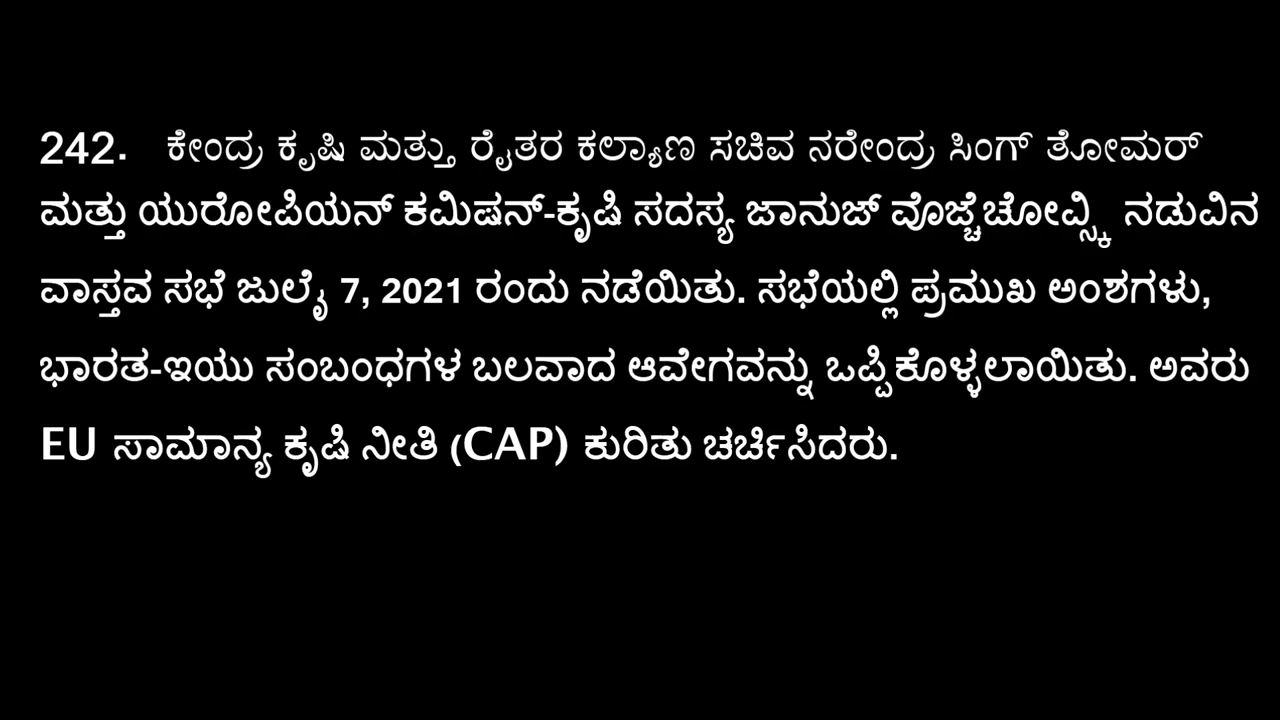 242. ಕೇಂದ್ರ ಕೃಷಿ ಮತ್ತು ರೈತರ ಕಲ್ಯಾಣ ಸಚಿವ ನರೇಂದ್ರ ಸಿಂಗ್ ತೋಮರ್
ಮತ್ತು ಯುರೋಪಿಯನ್ ಕಮಿಷನ್-ಕೃಷಿ ಸದಸ್ಯ ಜಾನುಜ್ ವೊಜ್ಚೆಚೋವ್ಸ್ಕಿ ನಡುವಿನ
ವಾಸ್ತವ ಸಭೆ ಜುಲೈ 7, 2021 ರಂದು ನಡೆಯಿತು. ಸಭೆಯಲ್ಲಿ ಪ್ರಮುಖ ಅಂಶಗಳು,
ಭಾರತ-ಇಯು ಸಂಬಂಧಗಳ ಬಲವಾದ ಆವೇಗವನ್ನು ಒಪ್ಪಿಕೊಳ್ಳಲಾಯಿತು. ಅವರು
EU ಸಾಮಾನ್ಯ ಕೃಷಿ ನೀತಿ (CAP) ಕುರಿತು ಚರ್ಚಿಸಿದರು.